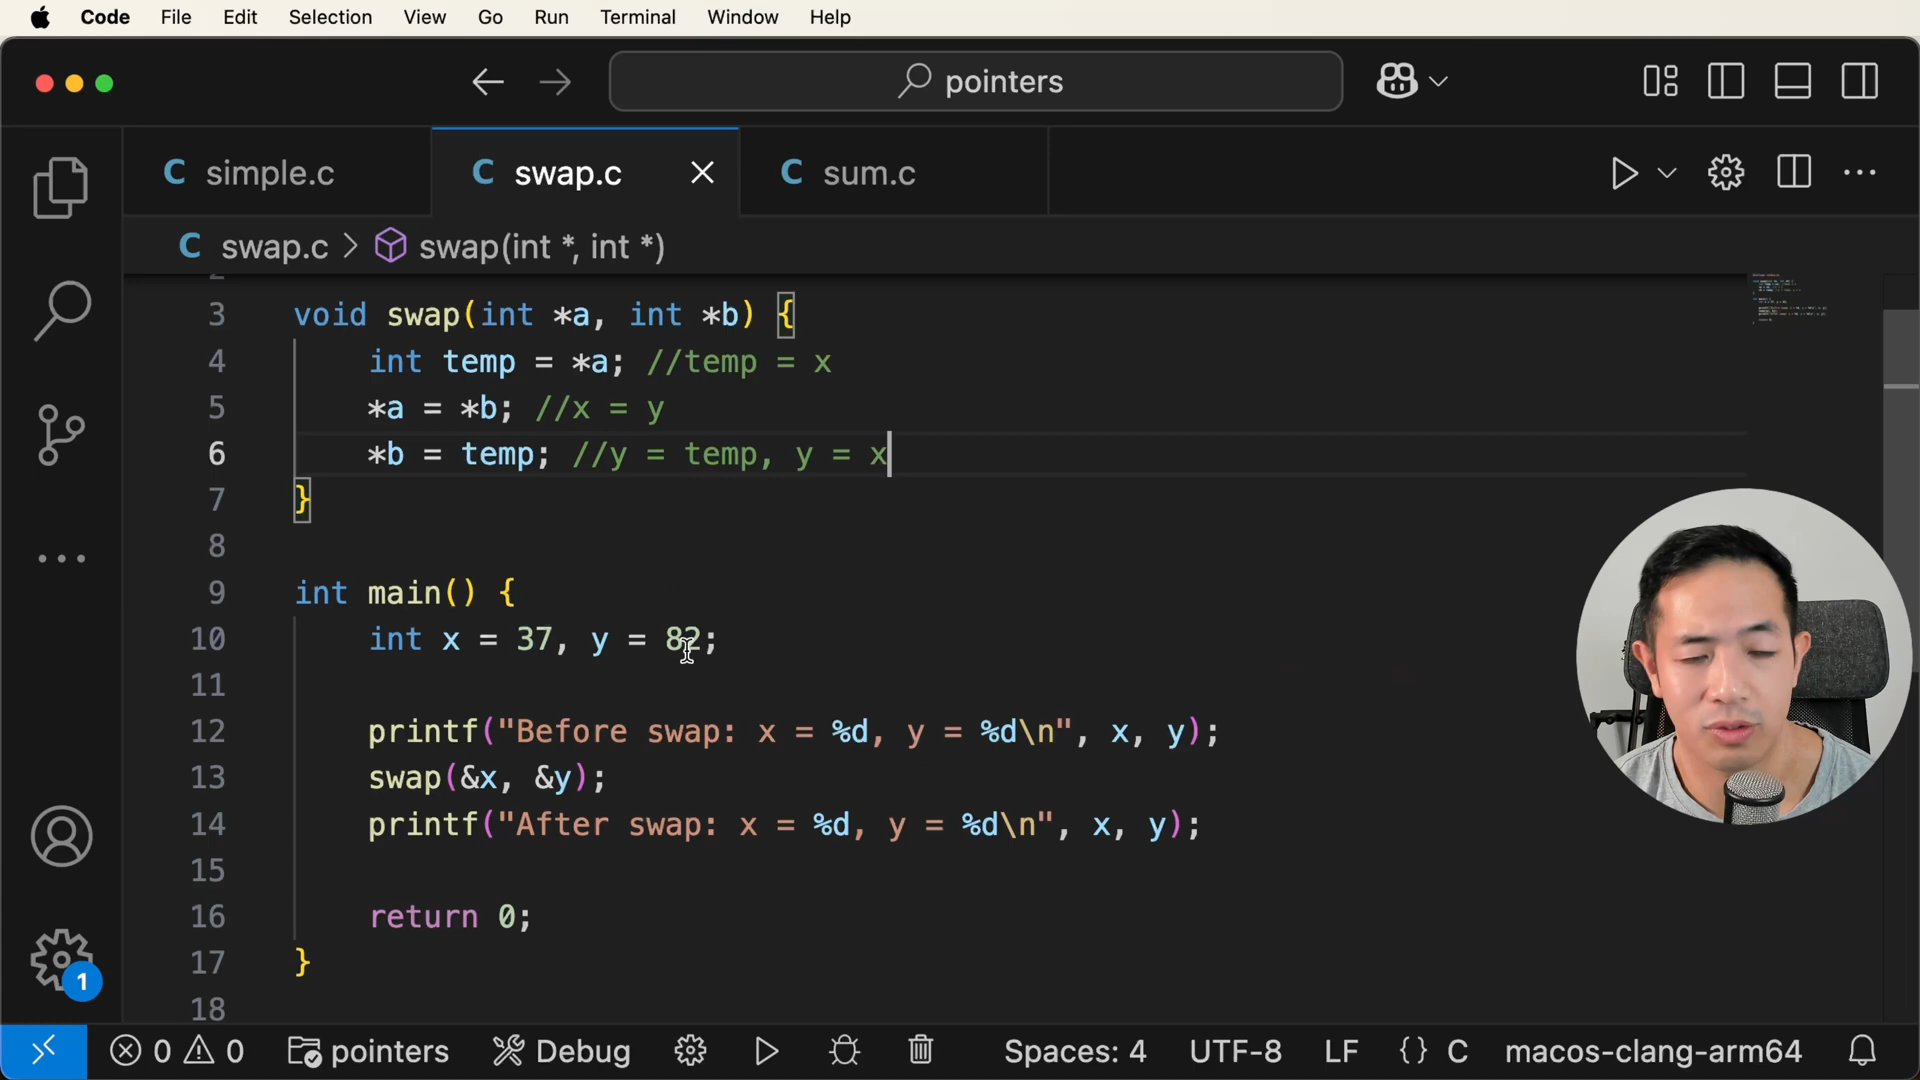 Code File Edit Selection View Go Run Terminal Window Help
pointers
simple.c swap.c sum.c
swap.c > swap(int *, int *)
2
3 void swap(int *a, int *b) {
4 int temp = *a; //temp = x
5 *a = *b; //x = y
6 *b = temp; //y = temp, y = x
7 }
8
9 int main() {
10 int x = 37, y = 82;
11
12 printf("Before swap: x = %d, y = %d\n", x, y);
13 swap(&x, &y);
14 printf("After swap: x = %d, y = %d\n", x, y);
15
16 return 0;
17 }
18
1
0 0 pointers Debug Spaces: 4 UTF-8 LF {} C macos-clang-arm64